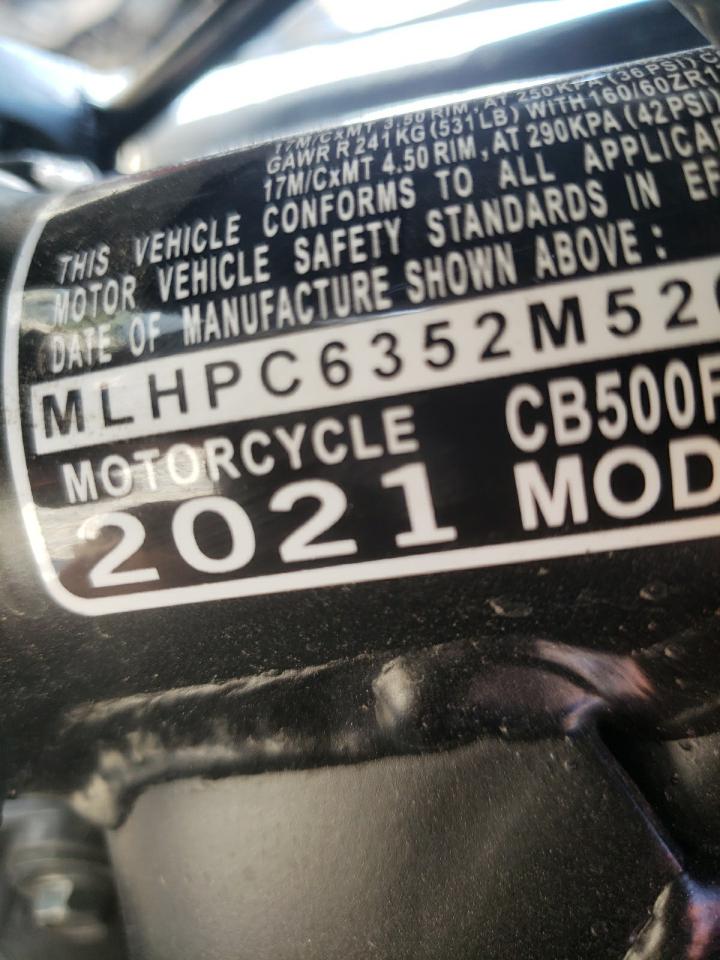 17M/CxMT 3.50 RIM, AT 250KPA (36 PSI) C
GAWR R 241KG (531LB) WITH 160/60ZR1
17M/CxMT 4.50 RIM, AT 290KPA (42PSI)
THIS VEHICLE CONFORMS TO ALL APPLICA
MOTOR VEHICLE SAFETY STANDARDS IN EF
DATE OF MANUFACTURE SHOWN ABOVE:
MLHPC6352M52
MOTORCYCLE CB500F
2021 MOD